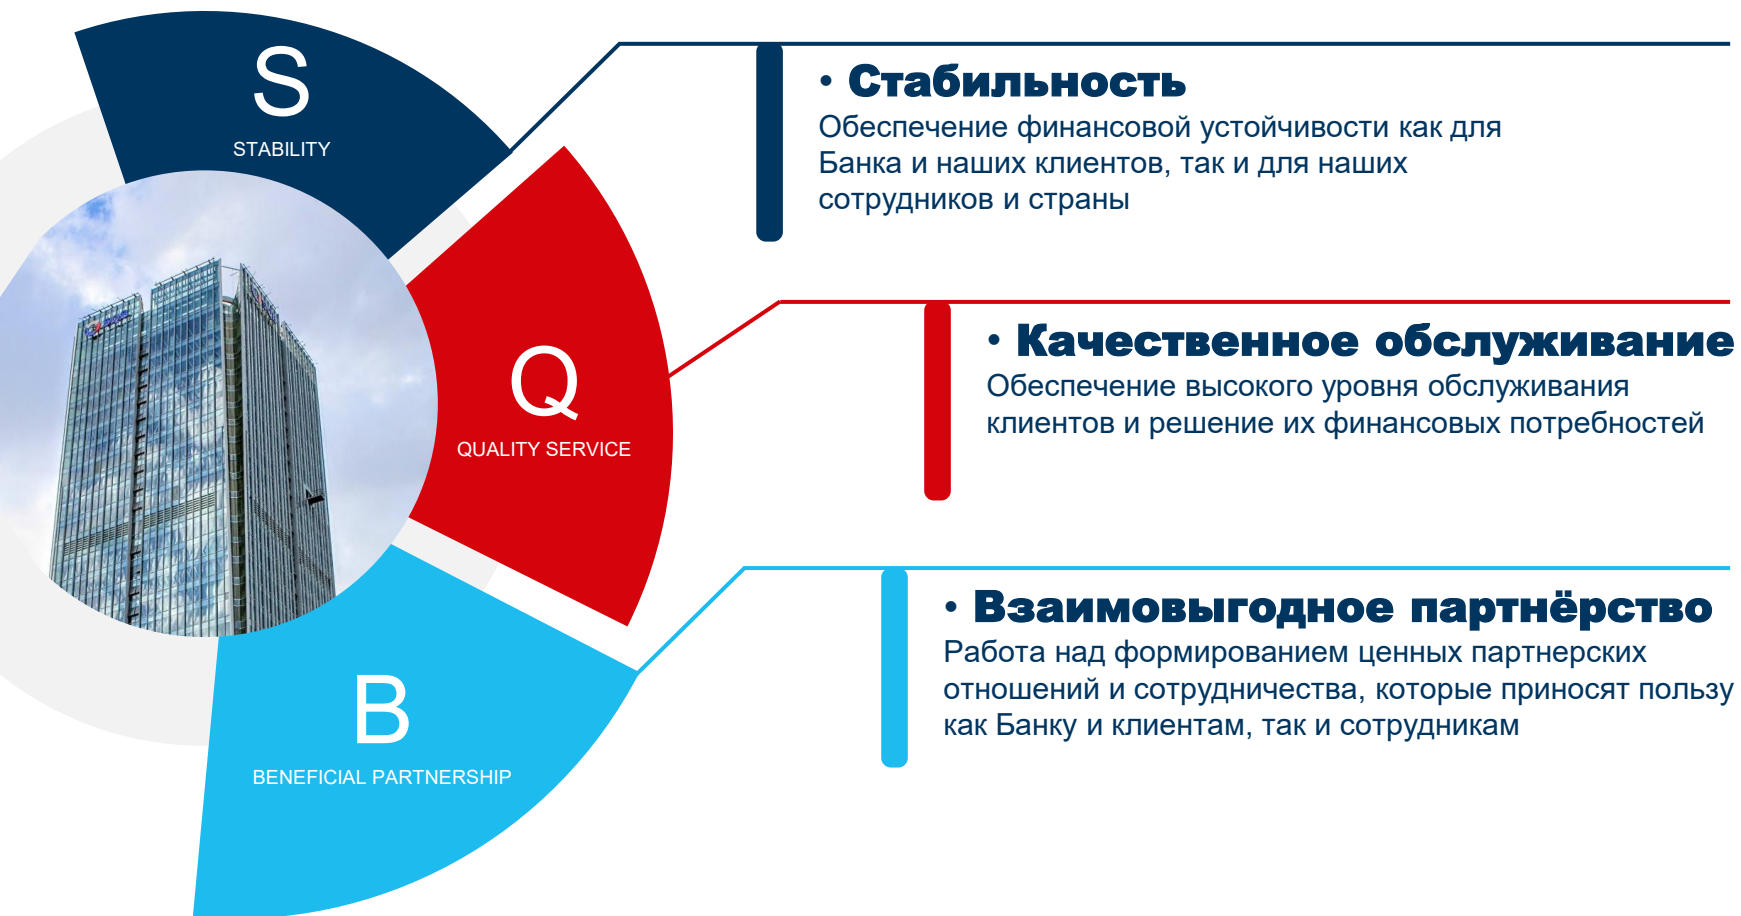 S
STABILITY
• Стабильность
Обеспечение финансовой устойчивости как для
Банка и наших клиентов, так и для наших
сотрудников и страны
Q
QUALITY SERVICE
• Качественное обслуживание
Обеспечение высокого уровня обслуживания
клиентов и решение их финансовых потребностей
B
BENEFICIAL PARTNERSHIP
• Взаимовыгодное партнёрство
Работа над формированием ценных партнерских
отношений и сотрудничества, которые приносят пользу
как Банку и клиентам, так и сотрудникам